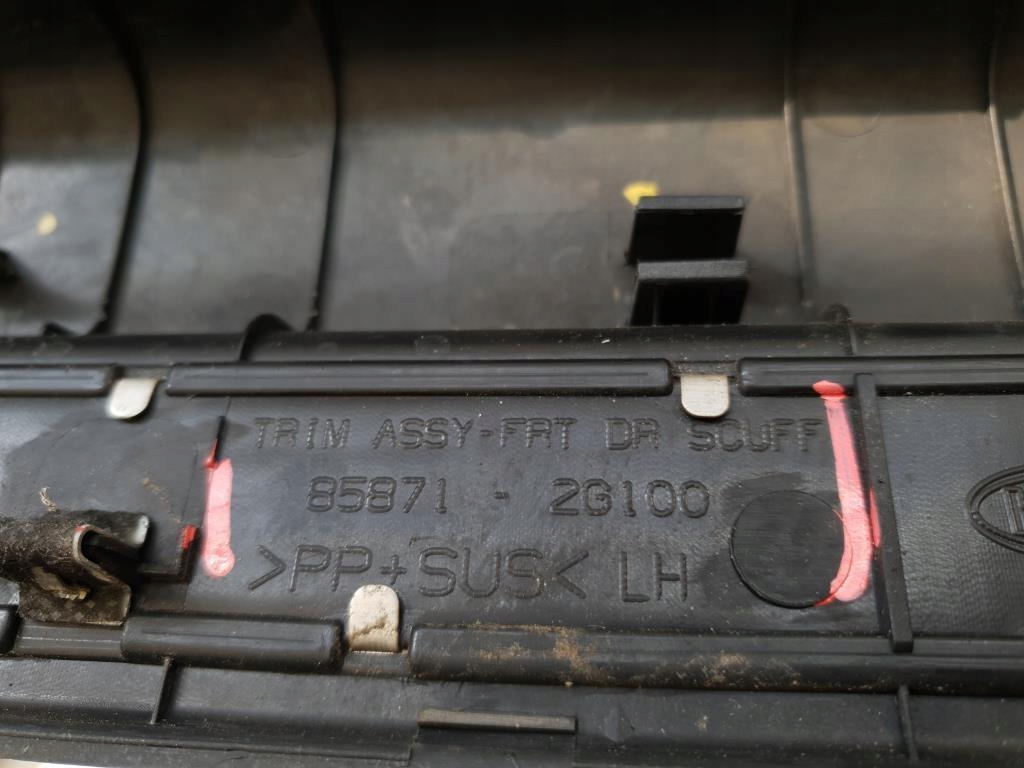 TRIM ASSY-FRT DR SCUFF
85871 - 2G100
>PP+SUS< LH